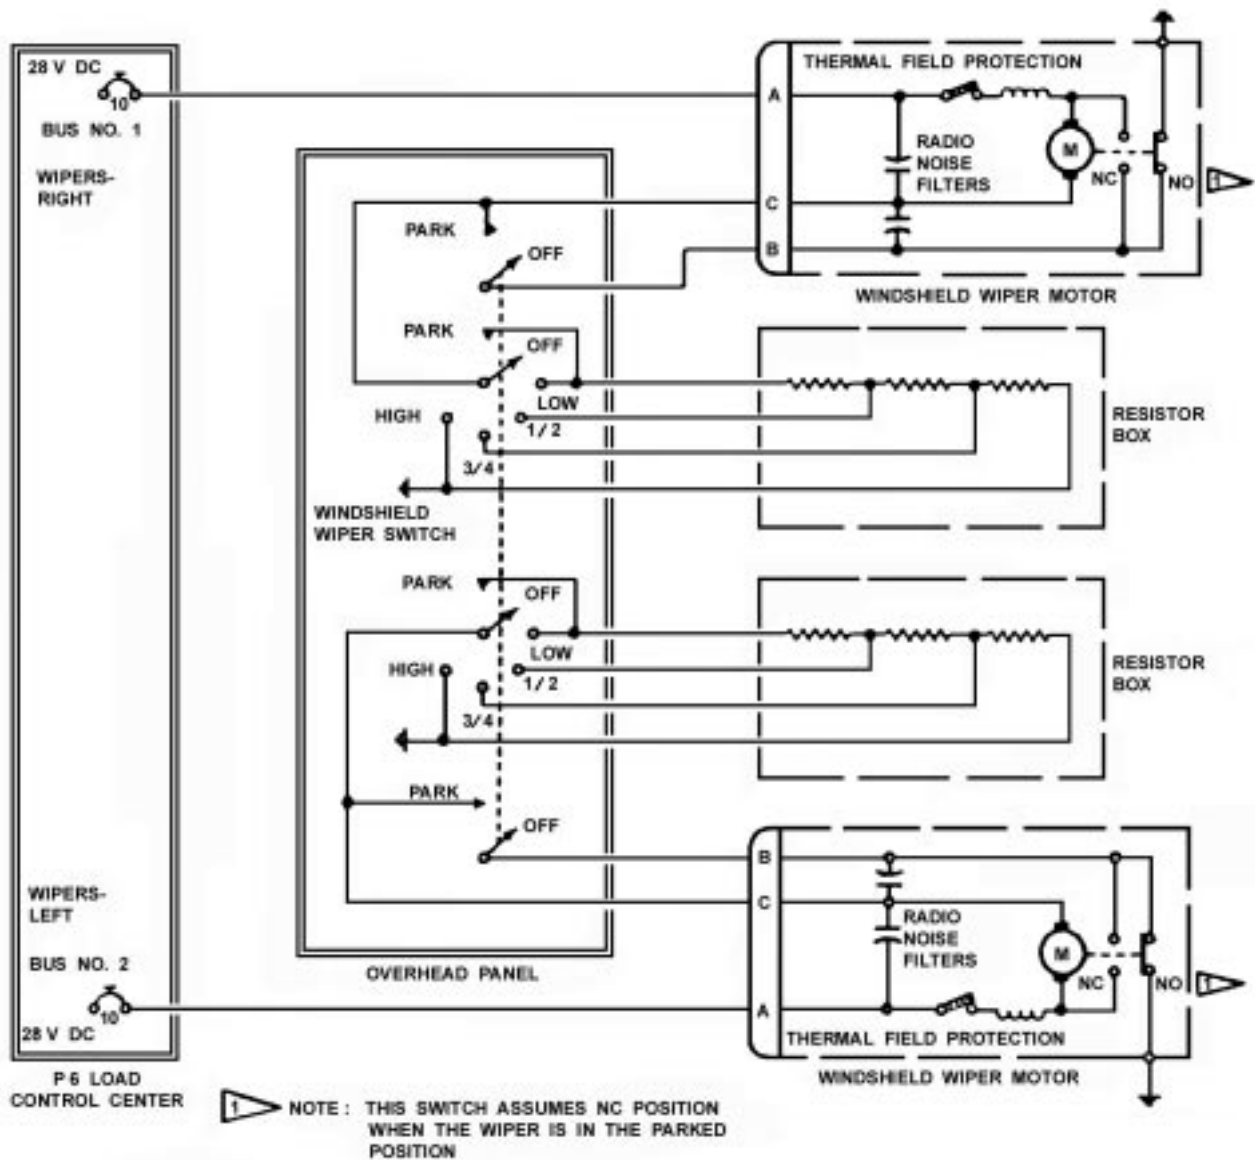 28 V DC
10
BUS NO. 1
WIPERS-
RIGHT
THERMAL FIELD PROTECTION
A
RADIO
NOISE
FILTERS
M
NC
NO
1
C
B
WINDSHIELD WIPER MOTOR
PARK
OFF
PARK
OFF
LOW
HIGH
1/2
3/4
WINDSHIELD
WIPER SWITCH
RESISTOR
BOX
PARK
OFF
LOW
HIGH
1/2
3/4
RESISTOR
BOX
PARK
OFF
WIPERS-
LEFT
BUS NO. 2
10
28 V DC
P 6 LOAD
CONTROL CENTER
OVERHEAD PANEL
B
C
RADIO
NOISE
FILTERS
M
NC
NO
1
A
THERMAL FIELD PROTECTION
WINDSHIELD WIPER MOTOR
1 NOTE : THIS SWITCH ASSUMES NC POSITION
WHEN THE WIPER IS IN THE PARKED
POSITION